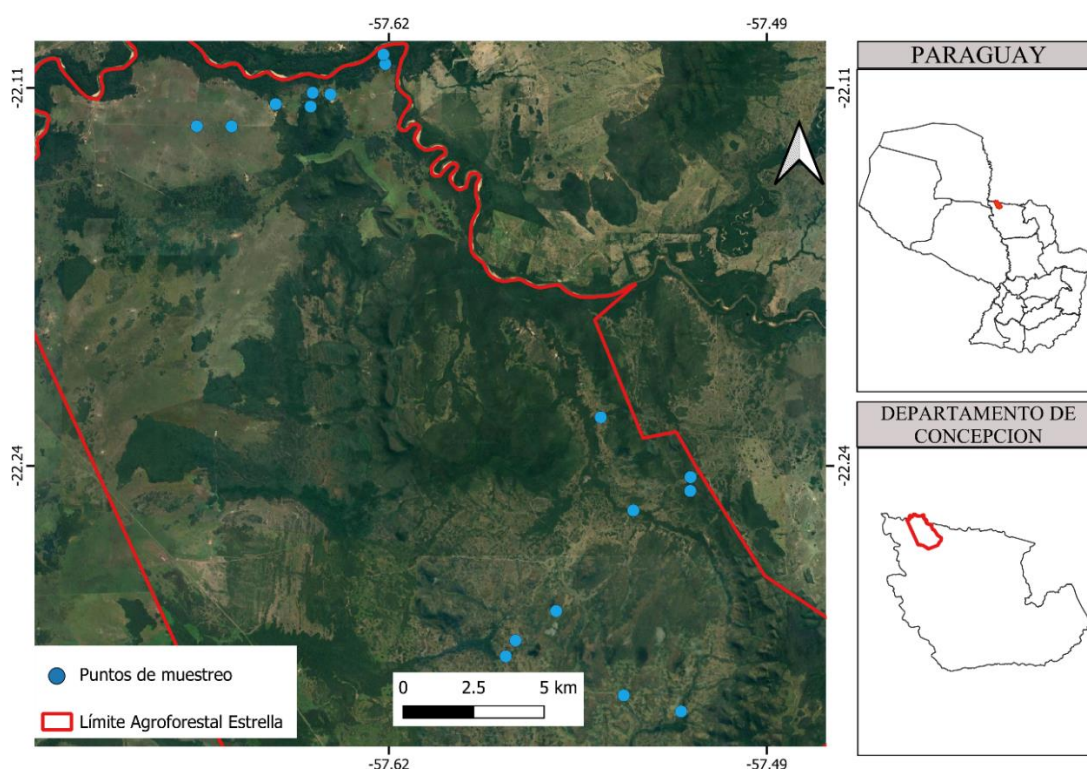 -57.62
-57.49
-22.11
-22.11
-22.24
-22.24
-57.62
-57.49
Puntos de muestreo
Límite Agroforestal Estrella
0 2.5 5 km
PARAGUAY
DEPARTAMENTO DE
CONCEPCION